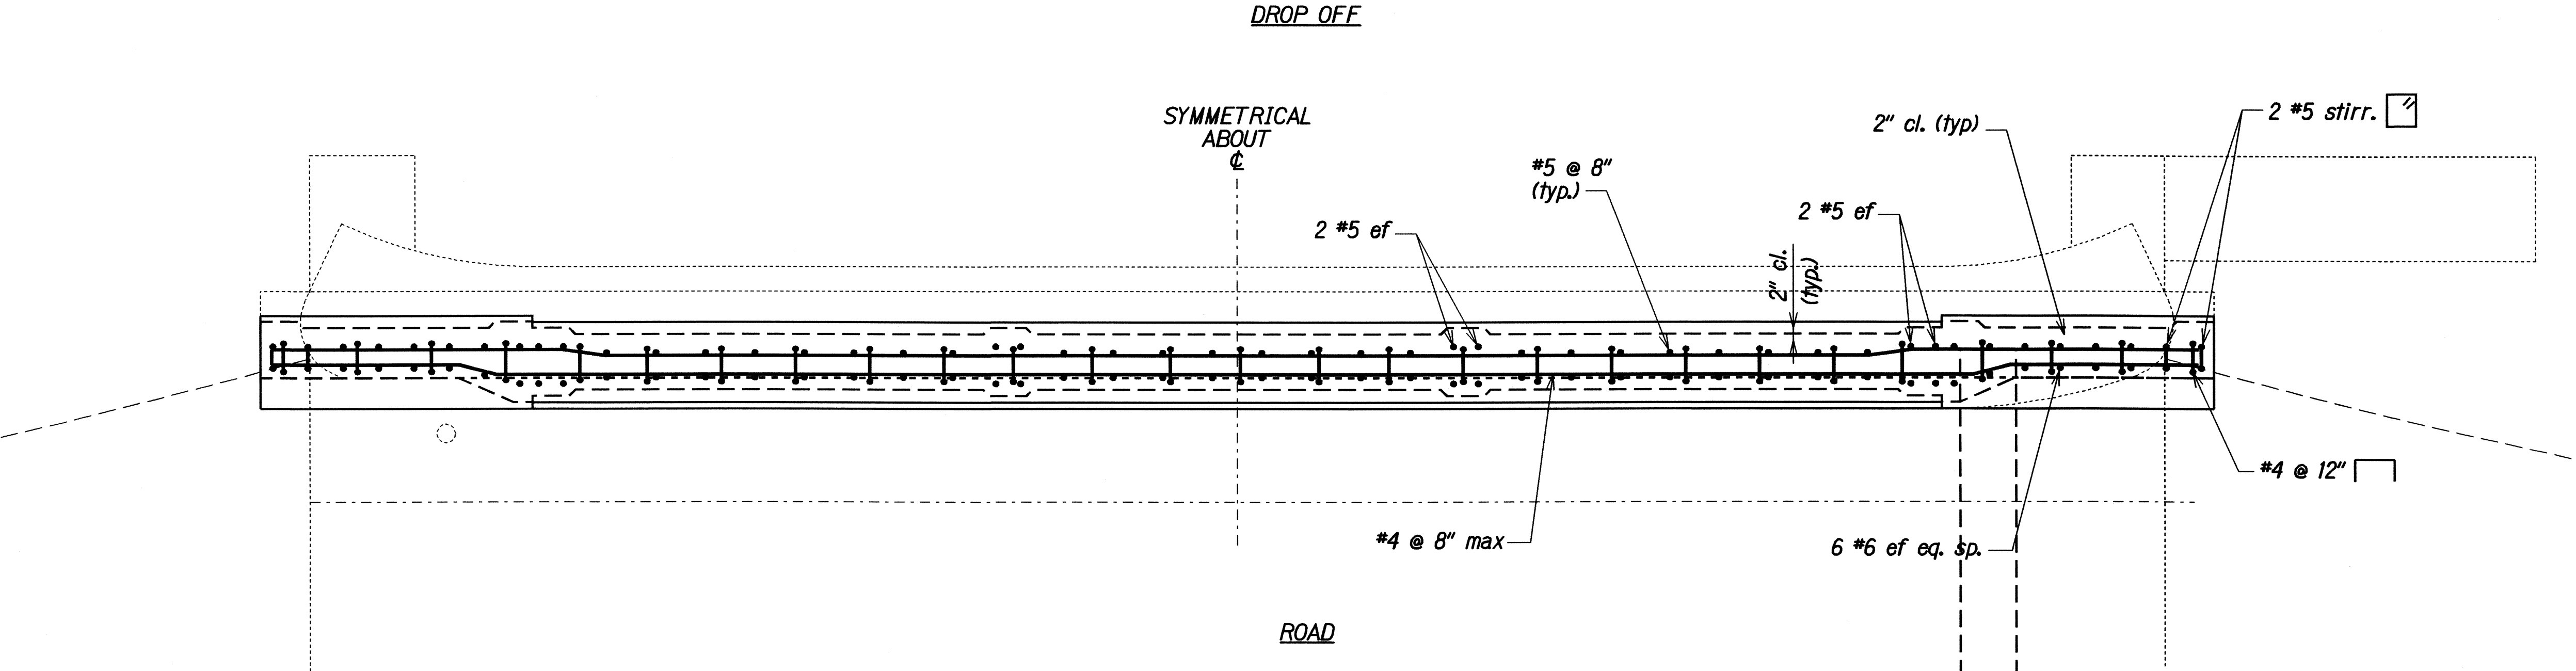 DROP OFF
SYMMETRICAL
ABOUT
℄
2 #5 stirr.
2" cl. (typ)
#5 @ 8"
(typ.)
2 #5 ef
2 #5 ef
2" cl.
(typ.)
#4 @ 12"
#4 @ 8" max
6 #6 ef eq. sp.
ROAD